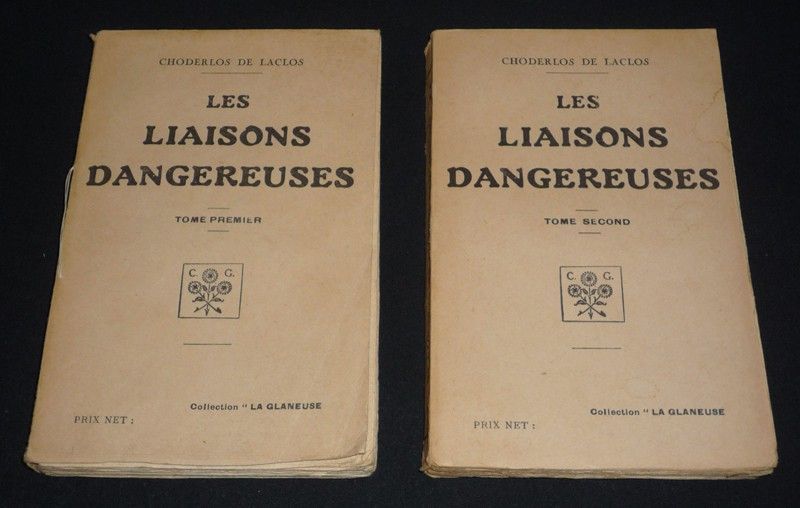 CHODERLOS DE LACLOS
LES
LIAISONS
DANGEREUSES
TOME PREMIER
C. G.
Collection " LA GLANEUSE
PRIX NET :
CHODERLOS DE LACLOS
LES
LIAISONS
DANGEREUSES
TOME SECOND
C. G.
Collection " LA GLANEUSE
PRIX NET :